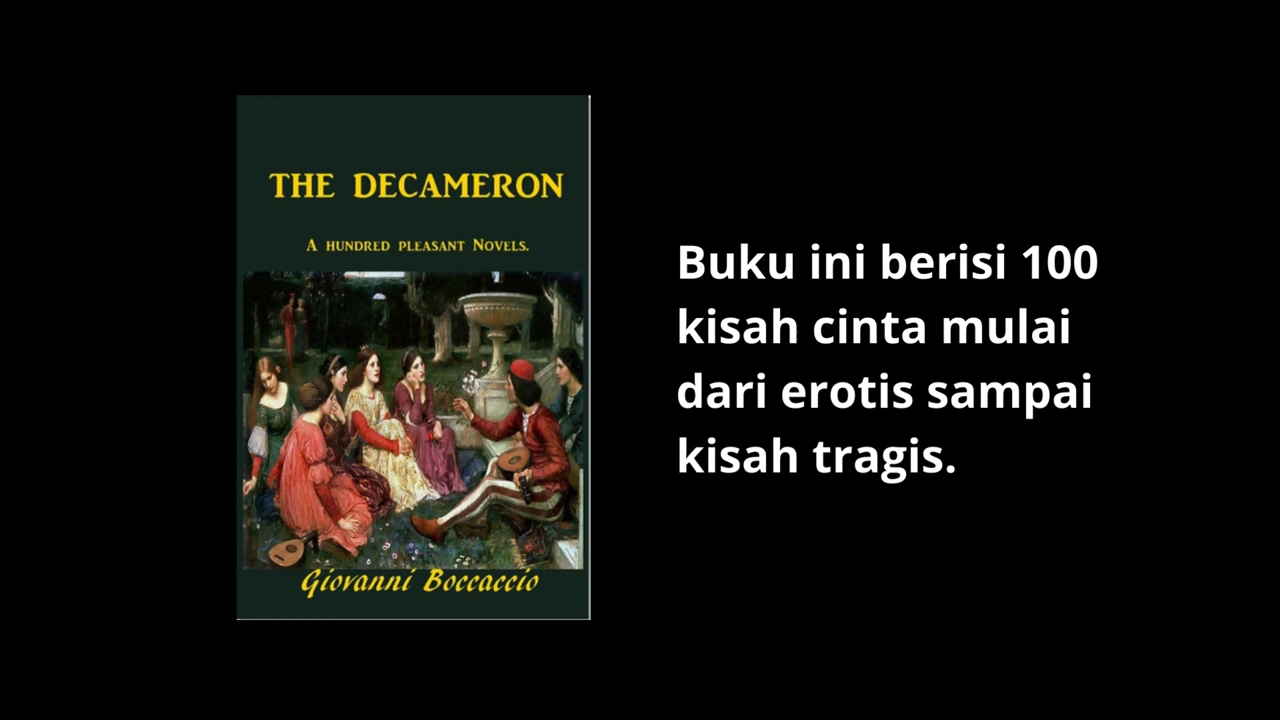 THE DECAMERON
A HUNDRED PLEASANT NOVELS.
Giovanni Boccaccio
Buku ini berisi 100
kisah cinta mulai
dari erotis sampai
kisah tragis.